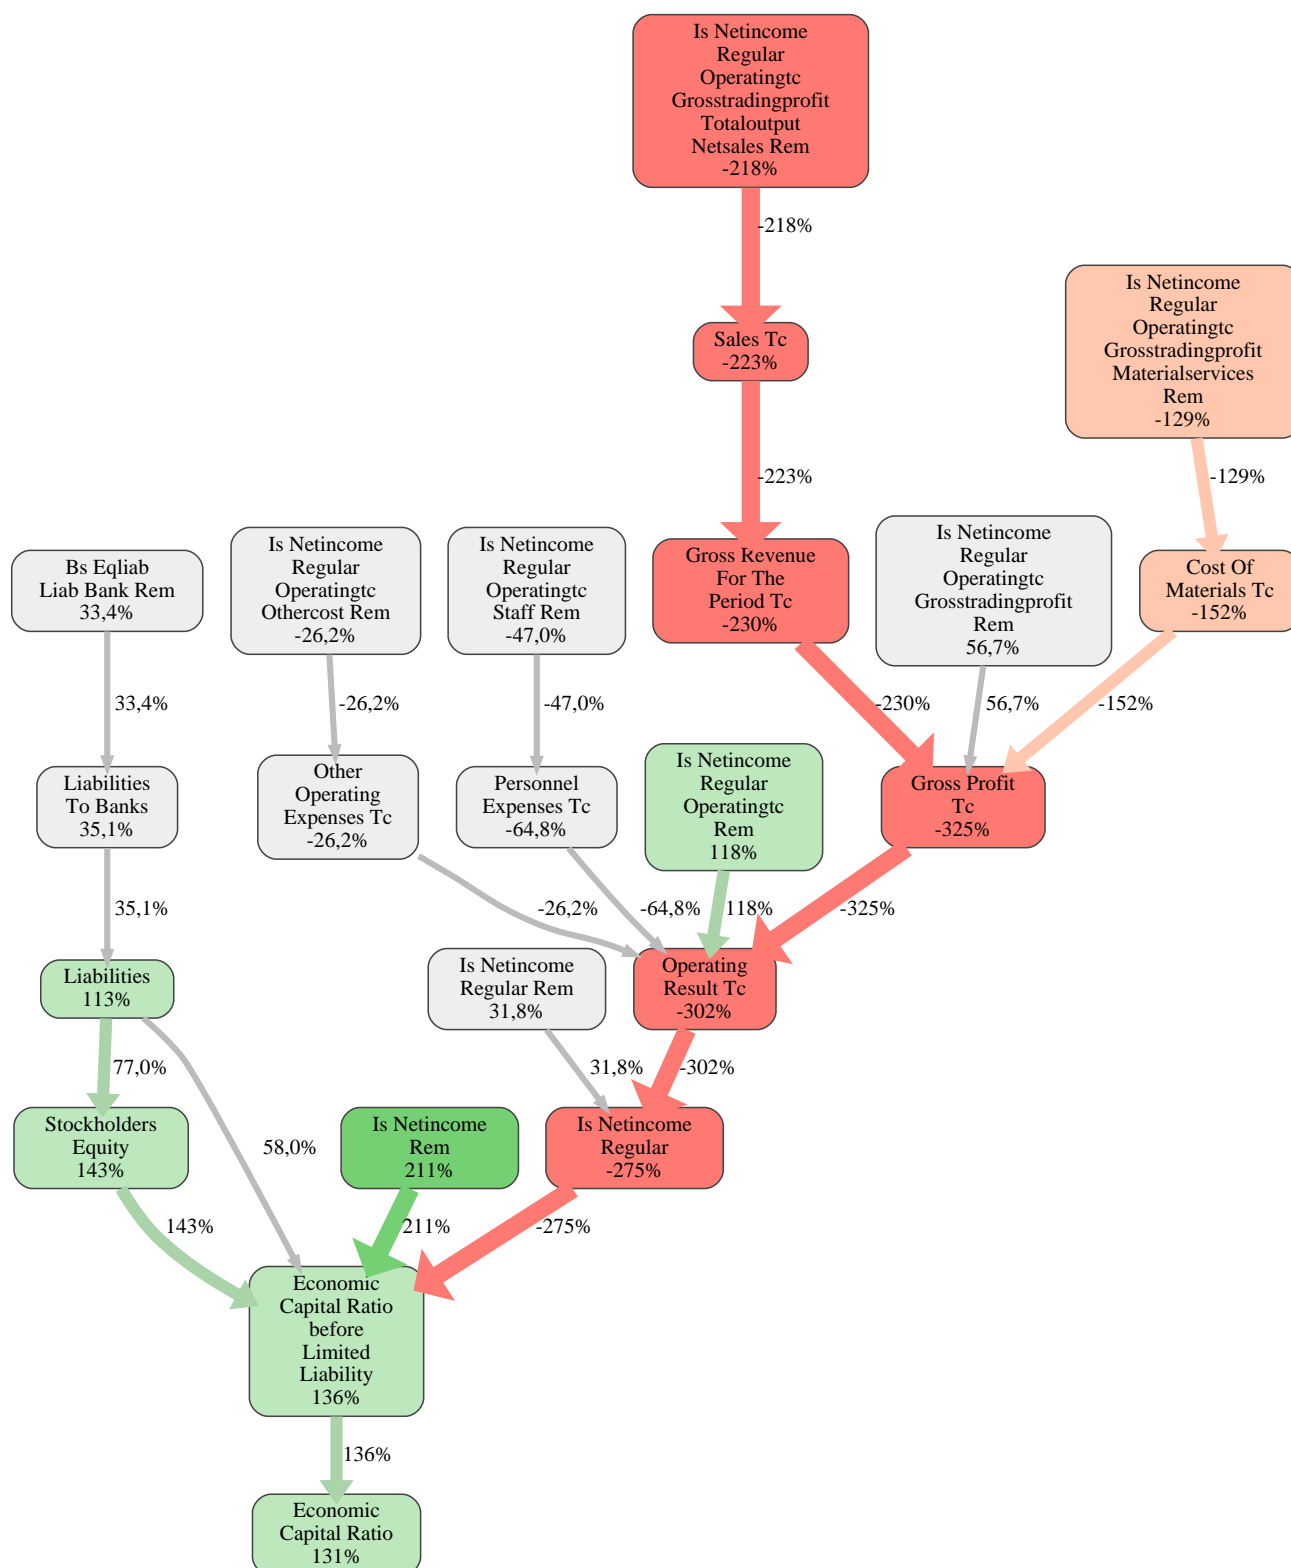 Is Netincome
Regular
Operatingtc
Grosstradingprofit
Totaloutput
Netsales Rem
-218%
-218%
Sales Tc
-223%
Is Netincome
Regular
Operatingtc
Grosstradingprofit
Materialservices
Rem
-129%
-223%
-129%
Bs Eqliab
Liab Bank Rem
33,4%
Is Netincome
Regular
Operatingtc
Othercost Rem
-26,2%
Is Netincome
Regular
Operatingtc
Staff Rem
-47,0%
Gross Revenue
For The
Period Tc
-230%
Is Netincome
Regular
Operatingtc
Grosstradingprofit
Rem
56,7%
Cost Of
Materials Tc
-152%
33,4%
-26,2%
-47,0%
-230%
56,7%
-152%
Liabilities
To Banks
35,1%
Other
Operating
Expenses Tc
-26,2%
Personnel
Expenses Tc
-64,8%
Is Netincome
Regular
Operatingtc
Rem
118%
Gross Profit
Tc
-325%
35,1%
-26,2%
-64,8%
118%
-325%
Liabilities
113%
Is Netincome
Regular Rem
31,8%
Operating
Result Tc
-302%
77,0%
58,0%
31,8%
-302%
Stockholders
Equity
143%
Is Netincome
Rem
211%
Is Netincome
Regular
-275%
143%
211%
-275%
Economic
Capital Ratio
before
Limited
Liability
136%
136%
Economic
Capital Ratio
131%